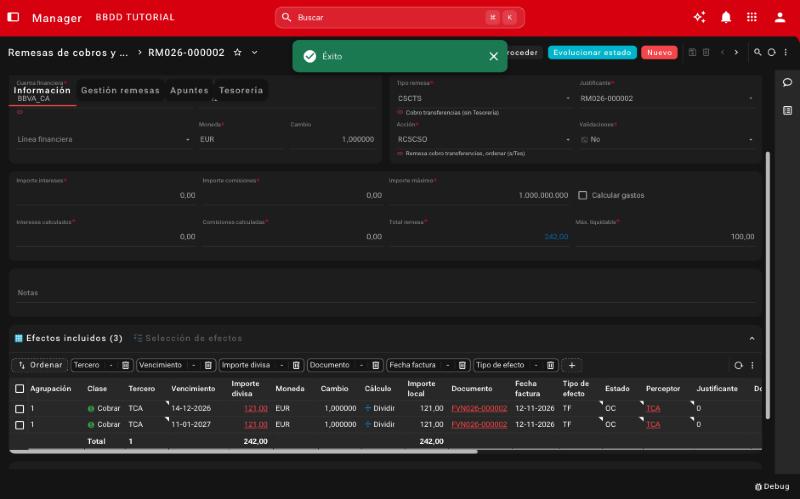 Manager BBDD TUTORIAL Buscar ⌘ K
Remesas de cobros y ... > RM026-000002
Éxito
oceder Evolucionar estado Nuevo
Información Gestión remesas Apuntes Tesorería
Cuenta financiera*
BBVA_CA
Tipo remesa*
CSCTS
Cobro transferencias (sin Tesorería)
Justificante*
RM026-000002
Línea financiera
Moneda*
EUR
Cambio
1,000000
Acción*
RCSCSO
Remesa cobro transferencias, ordenar (s/Tes)
Validaciones*
No
Importe intereses* Importe comisiones* Importe máximo*
0,00 0,00 1.000.000.000 Calcular gastos
Intereses calculados* Comisiones calculadas* Total remesa* Máx. liquidable*
0,00 0,00 242,00 100,00
Notas
Efectos incluidos (3) Selección de efectos
Ordenar Tercero - Vencimiento - Importe divisa - Documento - Fecha factura - Tipo de efecto - +
Agrupación Clase Tercero Vencimiento Importe divisa Moneda Cambio Cálculo Importe local Documento Fecha factura Tipo de efecto Estado Perceptor Justificante
1 Cobrar TCA 14-12-2026 121,00 EUR 1,000000 Dividir 121,00 FVN026-000002 12-11-2026 TF OC TCA 0
1 Cobrar TCA 11-01-2027 121,00 EUR 1,000000 Dividir 121,00 FVN026-000002 12-11-2026 TF OC TCA 0
Total 1 242,00 242,00
Debug